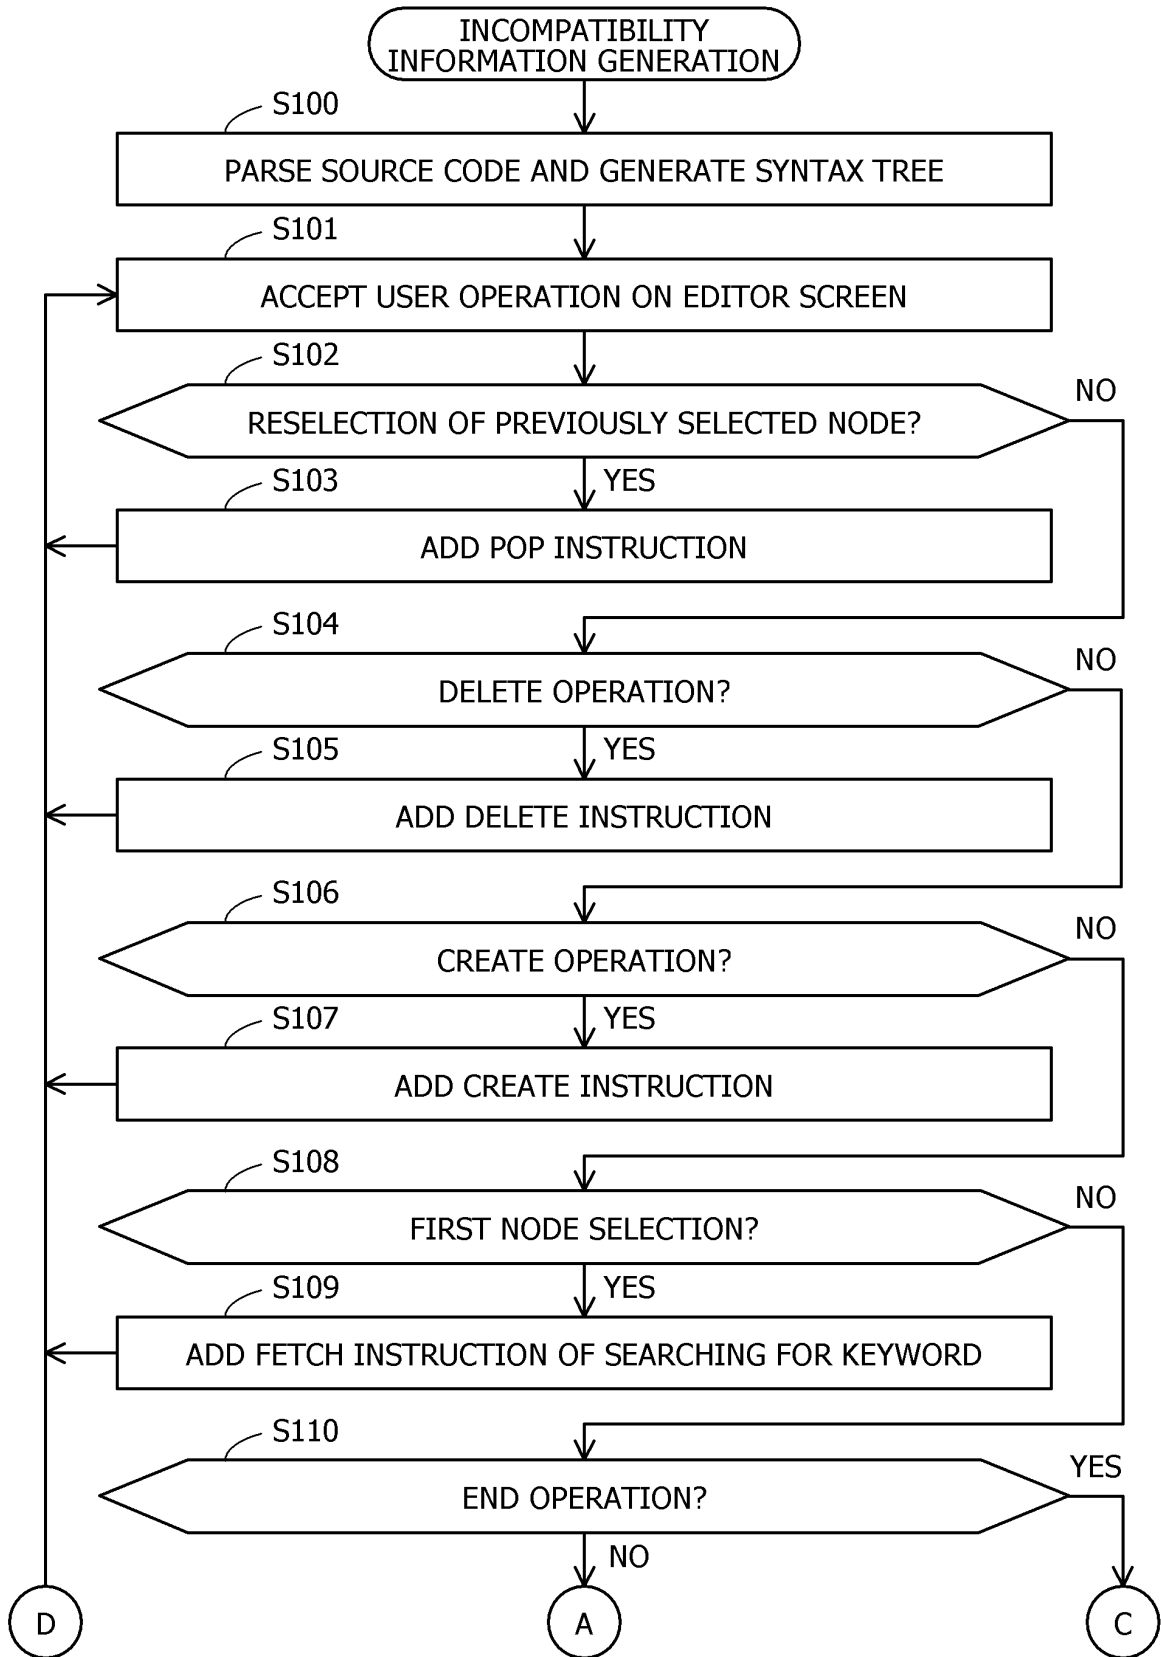 INCOMPATIBILITY
INFORMATION GENERATION
S100
PARSE SOURCE CODE AND GENERATE SYNTAX TREE
S101
ACCEPT USER OPERATION ON EDITOR SCREEN
S102
NO
RESELECTION OF PREVIOUSLY SELECTED NODE?
S103
YES
ADD POP INSTRUCTION
S104
NO
DELETE OPERATION?
S105
YES
ADD DELETE INSTRUCTION
S106
NO
CREATE OPERATION?
S107
YES
ADD CREATE INSTRUCTION
S108
NO
FIRST NODE SELECTION?
S109
YES
ADD FETCH INSTRUCTION OF SEARCHING FOR KEYWORD
S110
YES
END OPERATION?
NO
D
A
C